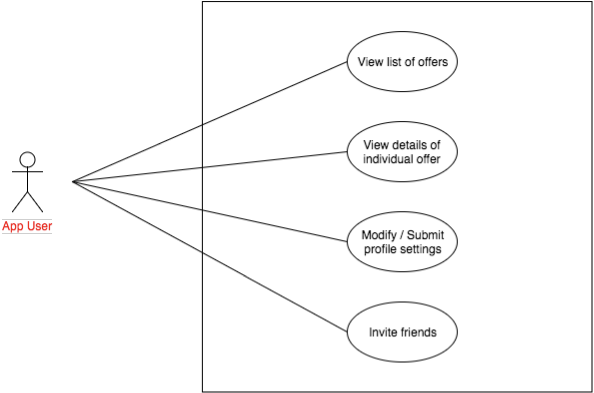 View list of offers
View details of
individual offer
App User
Modify / Submit
profile settings
Invite friends